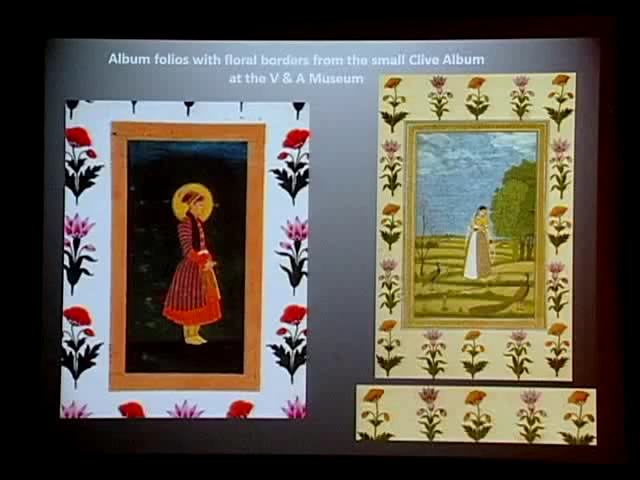 Album folios with floral borders from the small Clive Album
at the V & A Museum